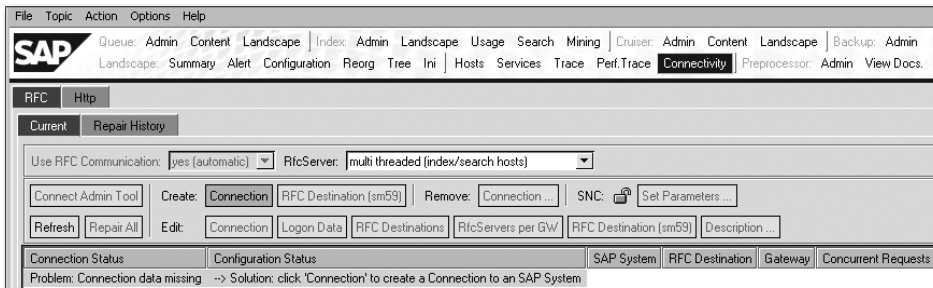 File Topic Action Options Help
SAP
Queue: Admin Content Landscape | Index: Admin Landscape Usage Search Mining | Cruiser: Admin Content Landscape | Backup: Admin
Landscape: Summary Alert Configuration Reorg Tree Ini | Hosts Services Trace Perf.Trace Connectivity | Preprocessor: Admin View Docs.
RFC Http
Current Repair History
Use RFC Communication: yes (automatic) RfcServer: multi threaded (index/search hosts)
Connect Admin Tool Create: Connection RFC Destination (sm59) Remove: Connection ... SNC: Set Parameters ...
Refresh Repair All Edit: Connection Logon Data RFC Destinations RfcServers per GW RFC Destination (sm59) Description ...
Connection Status Configuration Status SAP System RFC Destination Gateway Concurrent Requests
Problem: Connection data missing --> Solution: click 'Connection' to create a Connection to an SAP System